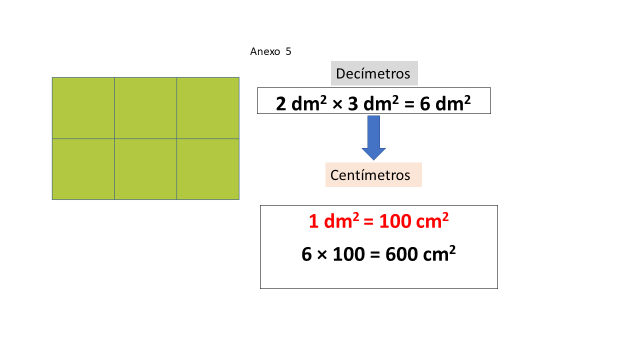 Anexo 5
Decímetros
2 dm² × 3 dm² = 6 dm²
Centímetros
1 dm² = 100 cm²
6 × 100 = 600 cm²